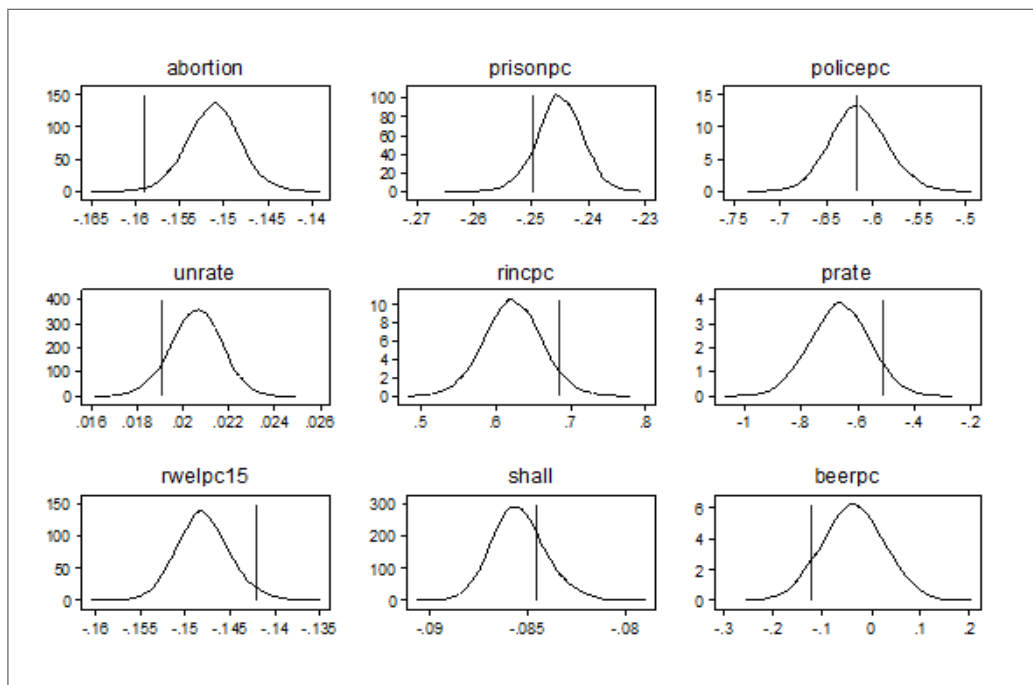 abortion prisonpc policepc
150 100 15
100 80 10
50 60 5
0 40 0
20
0
-.165 -.16 -.155 -.15 -.145 -.14 -.27 -.26 -.25 -.24 -.23 -.75 -.7 -.65 -.6 -.55 -.5
unrate rincpc prate
400 10 4
300 8 3
200 6 2
100 4 1
0 2 0
0
.016 .018 .02 .022 .024 .026 .5 .6 .7 .8 -1 -.8 -.6 -.4 -.2
rwelpc15 shall beerpc
150 300 6
100 200 4
50 100 2
0 0 0
-.16 -.155 -.15 -.145 -.14 -.135 -.09 -.085 -.08 -.3 -.2 -.1 0 .1 .2